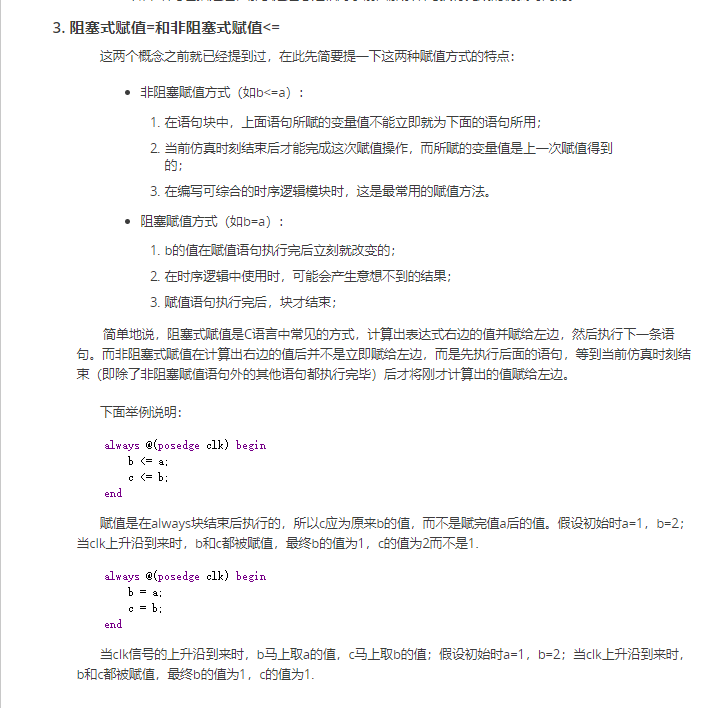 3. 阻塞式赋值=和非阻塞式赋值<=
这两个概念之前就已经提到过，在此先简要提一下这两种赋值方式的特点：
• 非阻塞赋值方式（如b<=a）:
1. 在语句块中，上面语句所赋的变量值不能立即就为下面的语句所用；
2. 当前仿真时刻结束后才能完成这次赋值操作，而所赋的变量值是上一次赋值得到
的；
3. 在编写可综合的时序逻辑模块时，这是最常用的赋值方法。
• 阻塞赋值方式（如b=a）:
1. b的值在赋值语句执行完后立刻就改变的；
2. 在时序逻辑中使用时，可能会产生意想不到的结果；
3. 赋值语句执行完后，块才结束；
简单地说，阻塞式赋值是C语言中常见的方式，计算出表达式右边的值并赋给左边，然后执行下一条语
句。而非阻塞式赋值在计算出右边的值后并不是立即赋给左边，而是先执行后面的语句，等到当前仿真时刻结
束（即除了非阻塞赋值语句外的其他语句都执行完毕）后才将刚才计算出的值赋给左边。
下面举例说明：
always @(posedge clk) begin
b <= a;
c <= b;
end
赋值是在always块结束后执行的，所以c应为原来b的值，而不是赋完值a后的值。假设初始时a=1，b=2；
当clk上升沿到来时，b和c都被赋值，最终b的值为1，c的值为2而不是1.
always @(posedge clk) begin
b = a;
c = b;
end
当clk信号的上升沿到来时，b马上取a的值，c马上取b的值；假设初始时a=1，b=2；当clk上升沿到来时，
b和c都被赋值，最终b的值为1，c的值为1.